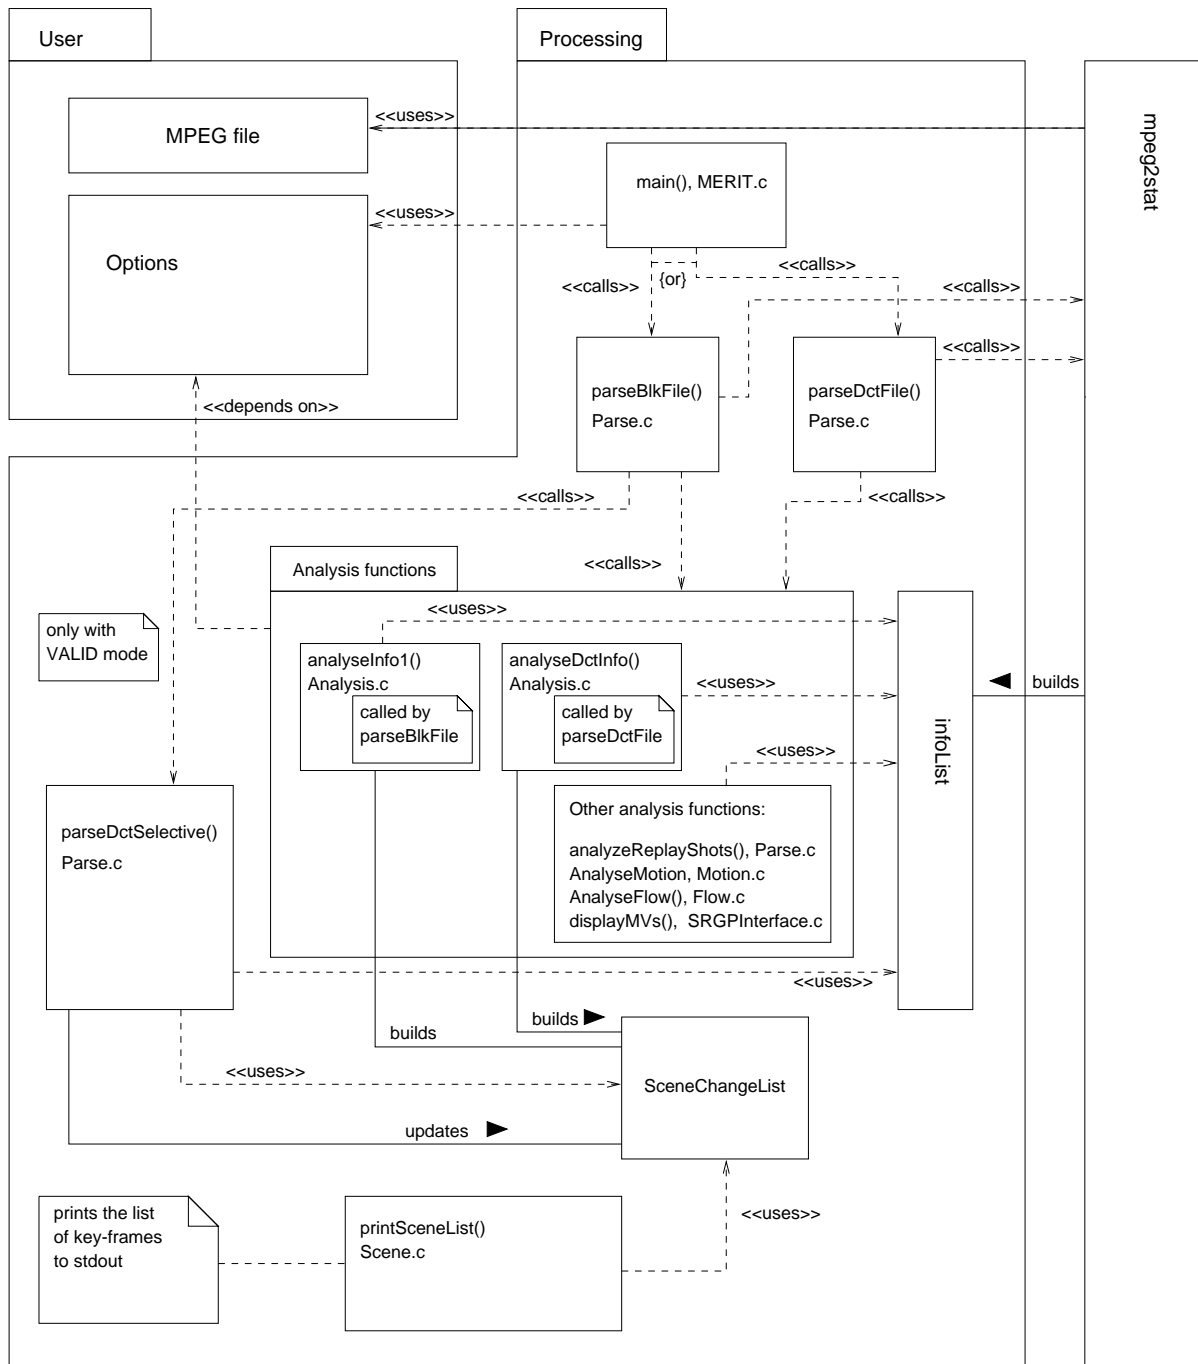 User
Processing
MPEG file
<<uses>>
mpeg2stat
main(), MERIT.c
<<uses>>
Options
<<calls>>
{or}
<<calls>>
<<calls>>
<<calls>>
parseBlkFile()
Parse.c
parseDctFile()
Parse.c
<<depends on>>
<<calls>>
<<calls>>
<<calls>>
Analysis functions
only with
VALID mode
<<uses>>
analyseInfo1()
Analysis.c
called by
parseBlkFile
analyseDctInfo()
Analysis.c
called by
parseDctFile
<<uses>>
builds
infoList
<<uses>>
Other analysis functions:
analyzeReplayShots(), Parse.c
AnalyseMotion, Motion.c
AnalyseFlow(), Flow.c
displayMVs(), SRGPInterface.c
parseDctSelective()
Parse.c
<<uses>>
builds
builds
<<uses>>
SceneChangeList
updates
prints the list
of key-frames
to stdout
printSceneList()
Scene.c
<<uses>>